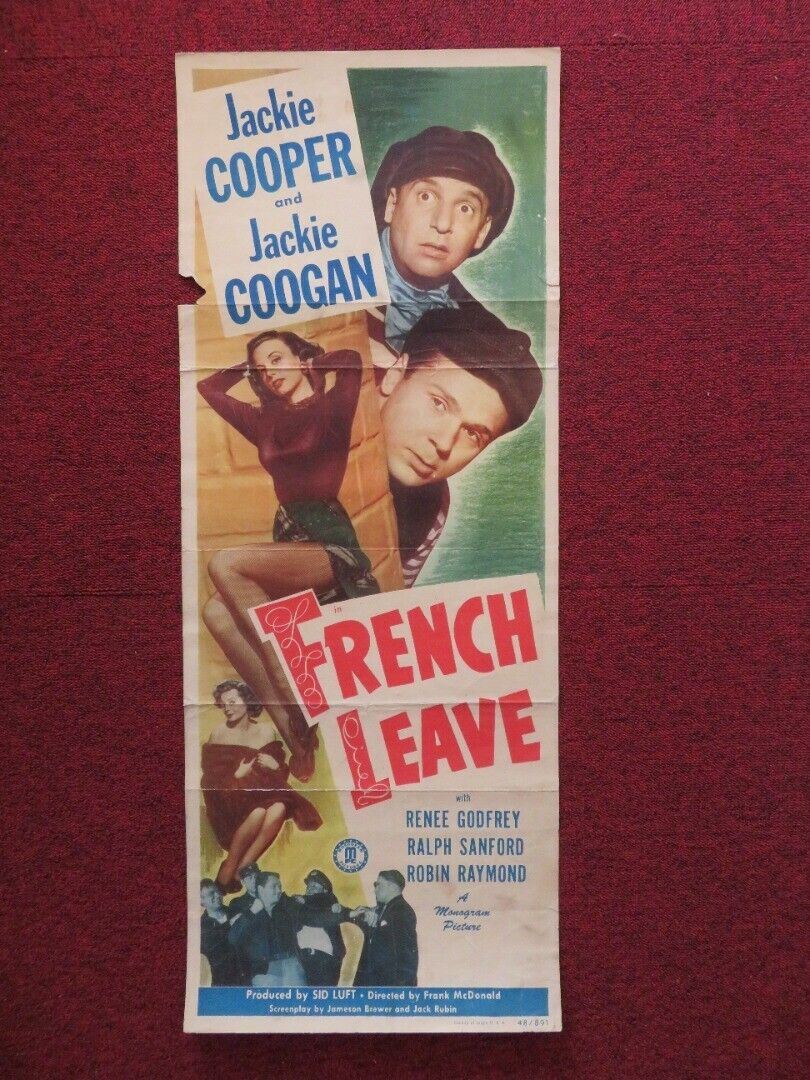 Jackie
COOPER
and
Jackie
COOGAN
in
FRENCH
LEAVE
with
RENEE GODFREY
RALPH SANFORD
ROBIN RAYMOND
A
Monogram
Picture
Produced by SID LUFT • Directed by Frank McDonald
Screenplay by Jameson Brewer and Jack Rubin
48/891